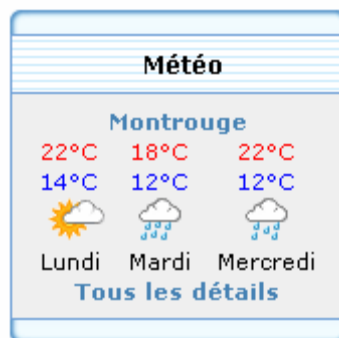 Météo
Montrouge
22°C 18°C 22°C
14°C 12°C 12°C
Lundi Mardi Mercredi
Tous les détails